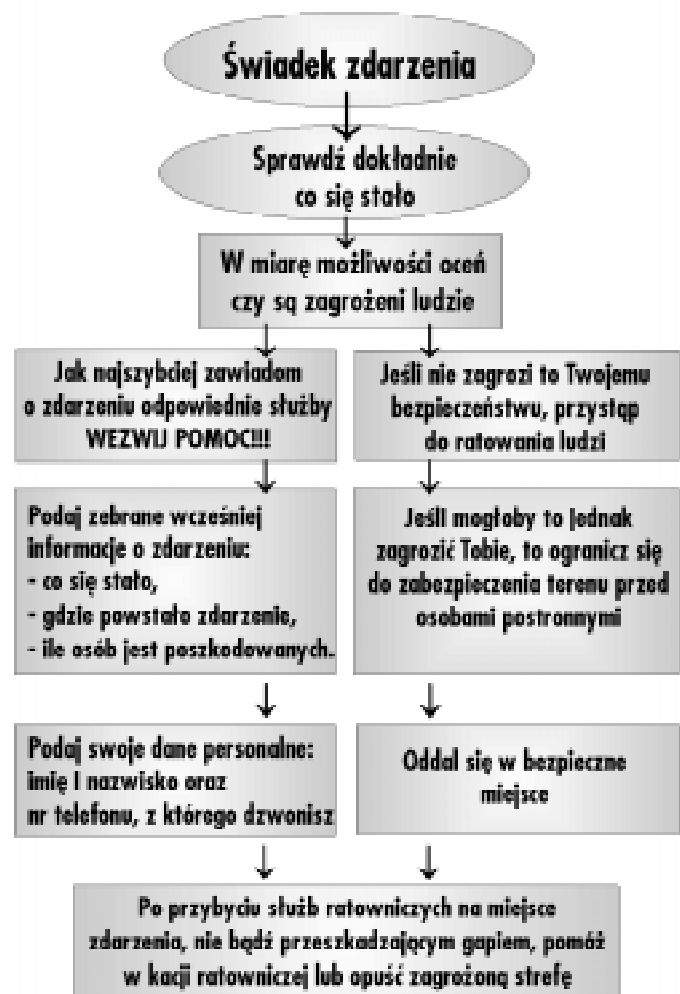 Świadek zdarzenia
Sprawdź dokładnie
co się stało
W miarę możliwości oceń
czy są zagrożeni ludzie
Jak najszybciej zawiadom
o zdarzeniu odpowiednie służby
WEZWIJ POMOC!!!
Jeśli nie zagrozi to Twojemu
bezpieczeństwu, przystąp
do ratowania ludzi
Podaj zebrane wcześniej
informacje o zdarzeniu:
- co się stało,
- gdzie powstało zdarzenie,
- ile osób jest poszkodowanych.
Jeśli mogłoby to jednak
zagrozić Tobie, to ogranicz się
do zabezpieczenia terenu przed
osobami postronnymi
Podaj swoje dane personalne:
imię I nazwisko oraz
nr telefonu, z którego dzwonisz
Oddal się w bezpieczne
miejsce
Po przybyciu służb ratowniczych na miejsce
zdarzenia, nie bądź przeszkadzającym gapiem, pomóż
w kacji ratowniczej lub opuść zagrożoną strefę